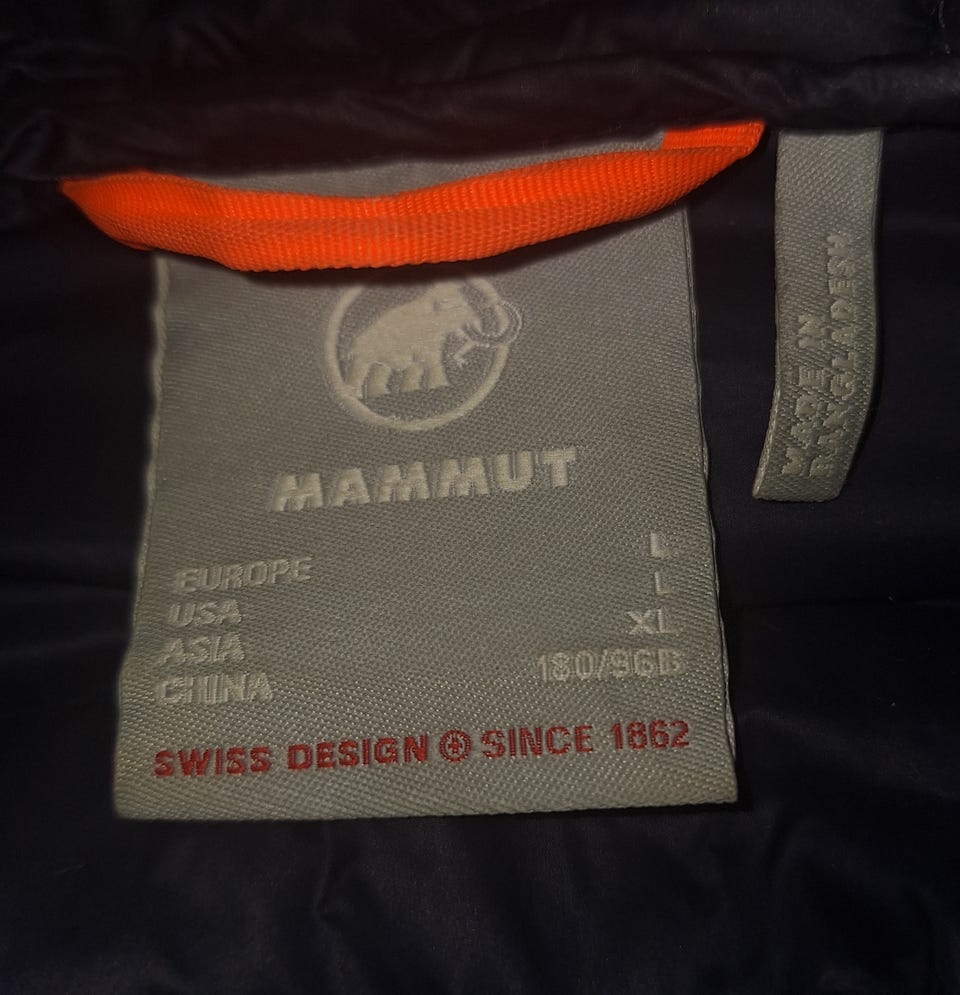 MAMMUT
EUROPE L
USA L
ASIA XL
CHINA 180/96B
SWISS DESIGN SINCE 1862
MADE IN
BANGLADESH